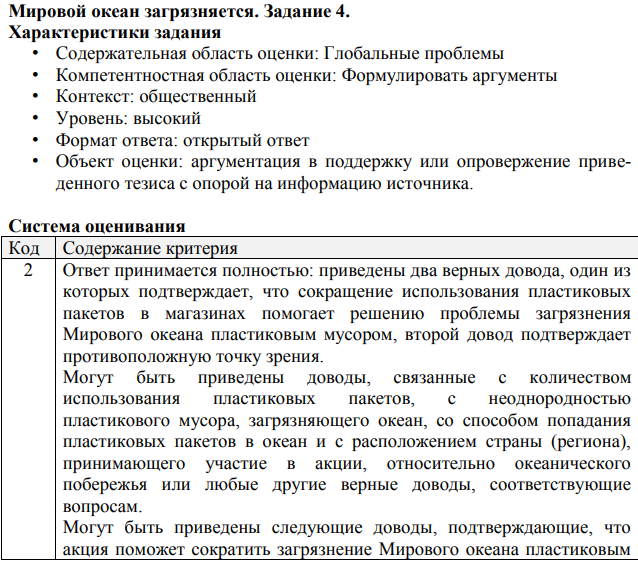 Мировой океан загрязняется. Задание 4.
Характеристики задания
• Содержательная область оценки: Глобальные проблемы
• Компетентностная область оценки: Формулировать аргументы
• Контекст: общественный
• Уровень: высокий
• Формат ответа: открытый ответ
• Объект оценки: аргументация в поддержку или опровержение приве-
денного тезиса с опорой на информацию источника.
Система оценивания
Код Содержание критерия
2 Ответ принимается полностью: приведены два верных довода, один из
которых подтверждает, что сокращение использования пластиковых
пакетов в магазинах помогает решению проблемы загрязнения
Мирового океана пластиковым мусором, второй довод подтверждает
противоположную точку зрения.
Могут быть приведены доводы, связанные с количеством
использования пластиковых пакетов, с неоднородностью
пластикового мусора, загрязняющего океан, со способом попадания
пластиковых пакетов в океан и с расположением страны (региона),
принимающего участие в акции, относительно океанического
побережья или любые другие верные доводы, соответствующие
вопросам.
Могут быть приведены следующие доводы, подтверждающие, что
акция поможет сократить загрязнение Мирового океана пластиковым